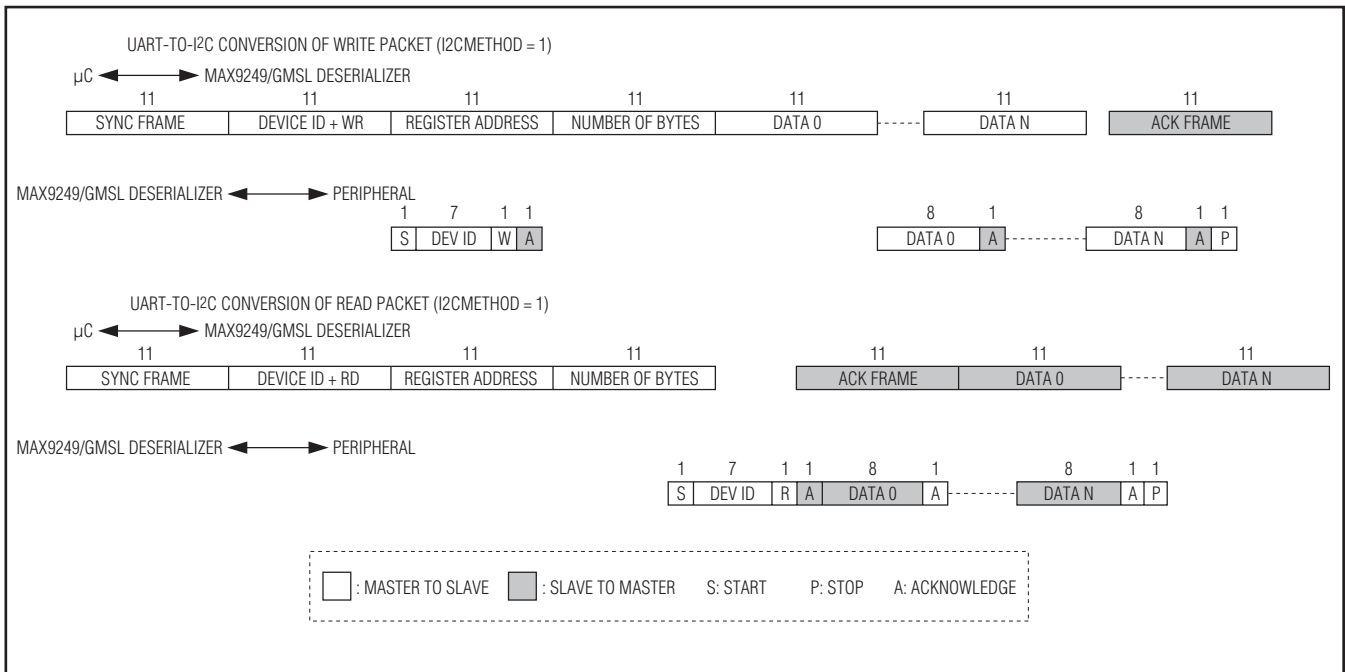 UART-TO-I2C CONVERSION OF WRITE PACKET (I2CMETHOD = 1)
µC MAX9249/GMSL DESERIALIZER
11 11 11 11 11 11 11
SYNC FRAME DEVICE ID + WR REGISTER ADDRESS NUMBER OF BYTES DATA 0 DATA N ACK FRAME
MAX9249/GMSL DESERIALIZER PERIPHERAL
1 7 1 1 8 1 8 1 1
S DEV ID W A DATA 0 A DATA N A P
UART-TO-I2C CONVERSION OF READ PACKET (I2CMETHOD = 1)
µC MAX9249/GMSL DESERIALIZER
11 11 11 11 11 11 11
SYNC FRAME DEVICE ID + RD REGISTER ADDRESS NUMBER OF BYTES ACK FRAME DATA 0 DATA N
MAX9249/GMSL DESERIALIZER PERIPHERAL
1 7 1 1 8 1 8 1 1
S DEV ID R A DATA 0 A DATA N A P
: MASTER TO SLAVE : SLAVE TO MASTER S: START P: STOP A: ACKNOWLEDGE